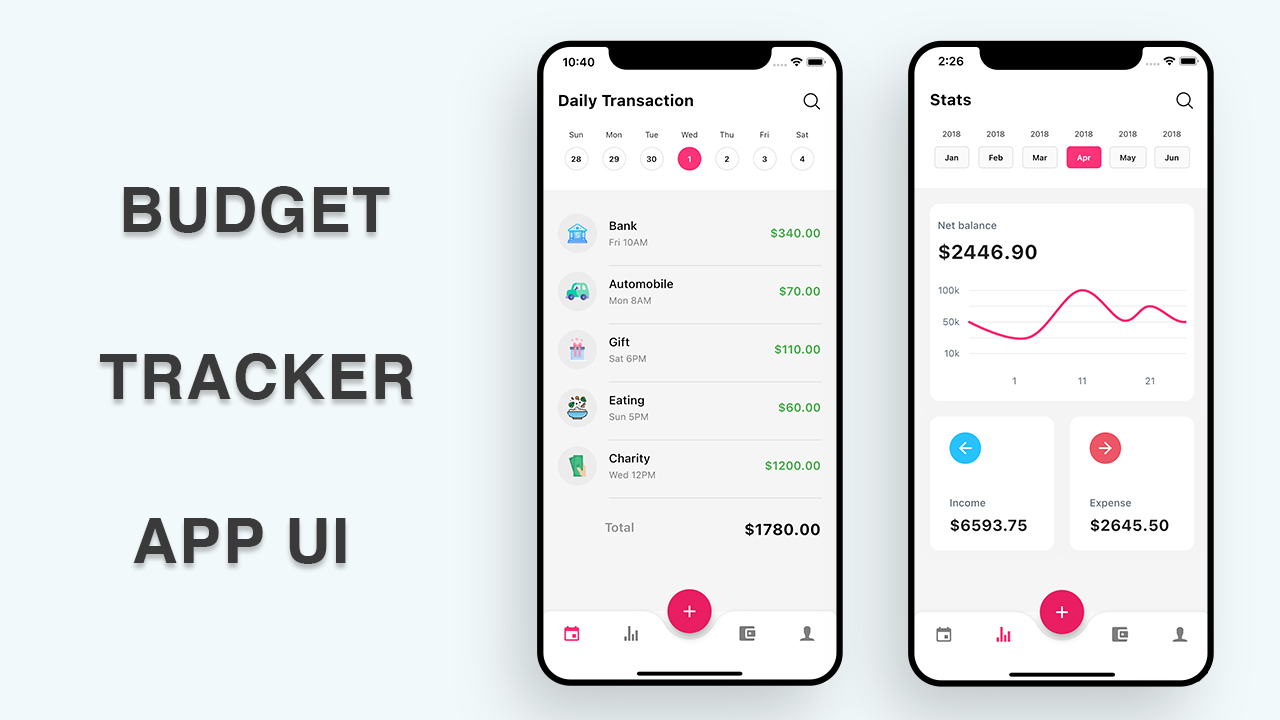 BUDGET
TRACKER
APP UI
10:40
Daily Transaction
Sun Mon Tue Wed Thu Fri Sat
28 29 30 1 2 3 4
Bank
Fri 10AM
$340.00
Automobile
Mon 8AM
$70.00
Gift
Sat 6PM
$110.00
Eating
Sun 5PM
$60.00
Charity
Wed 12PM
$1200.00
Total $1780.00
+
2:26
Stats
2018 2018 2018 2018 2018 2018
Jan Feb Mar Apr May Jun
Net balance
$2446.90
100k
50k
10k
1 11 21
Income
$6593.75
Expense
$2645.50
+